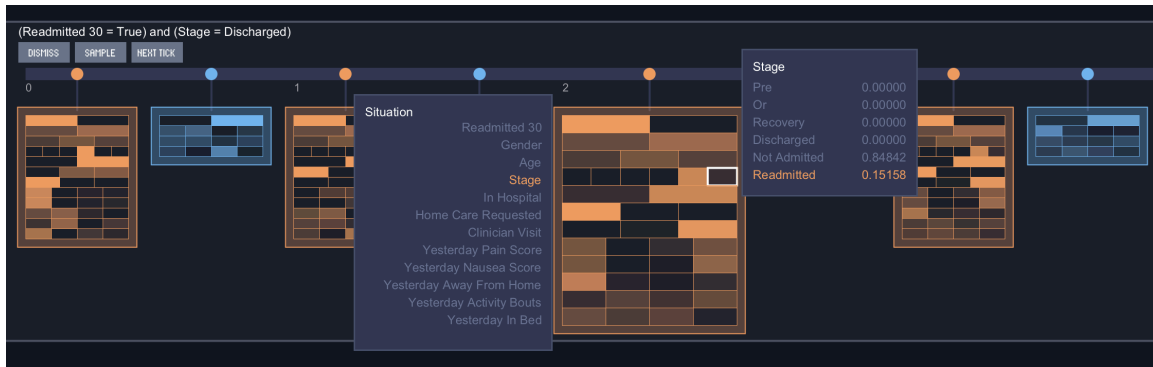 (Readmitted 30 = True) and (Stage = Discharged)
DISMISS SAMPLE NEXT TICK
0 1 2
Situation
Readmitted 30
Gender
Age
Stage
In Hospital
Home Care Requested
Clinician Visit
Yesterday Pain Score
Yesterday Nausea Score
Yesterday Away From Home
Yesterday Activity Bouts
Yesterday In Bed
Stage
Pre 0.00000
Or 0.00000
Recovery 0.00000
Discharged 0.00000
Not Admitted 0.84842
Readmitted 0.15158